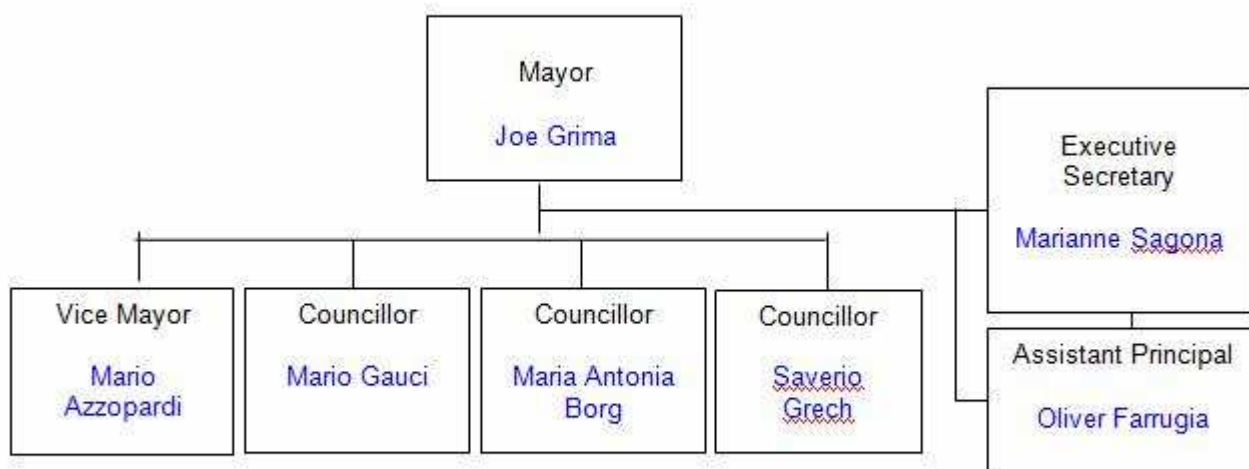 Mayor
Joe Grima
Executive
Secretary
Marianne Sagona
Vice Mayor
Mario
Azzopardi
Councillor
Mario Gauci
Councillor
Maria Antonia
Borg
Councillor
Saverio
Grech
Assistant Principal
Oliver Farrugia